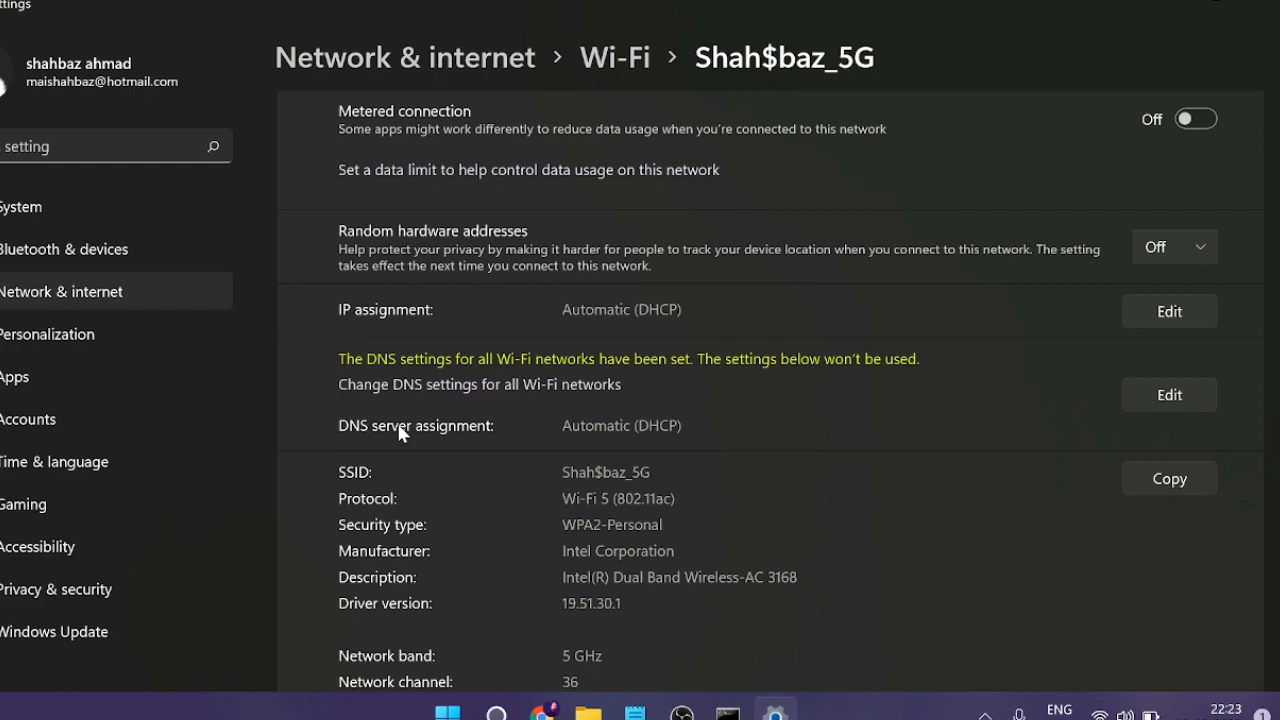 ttings
shahbaz ahmad
maishahbaz@hotmail.com
setting
System
Bluetooth & devices
Network & internet
Personalization
Apps
Accounts
Time & language
Gaming
Accessibility
Privacy & security
Windows Update
Network & internet > Wi-Fi > Shah$baz_5G
Metered connection
Some apps might work differently to reduce data usage when you're connected to this network
Off
Set a data limit to help control data usage on this network
Random hardware addresses
Help protect your privacy by making it harder for people to track your device location when you connect to this network. The setting
takes effect the next time you connect to this network.
Off
IP assignment: Automatic (DHCP)
Edit
The DNS settings for all Wi-Fi networks have been set. The settings below won't be used.
Change DNS settings for all Wi-Fi networks
Edit
DNS server assignment: Automatic (DHCP)
SSID: Shah$baz_5G
Copy
Protocol: Wi-Fi 5 (802.11ac)
Security type: WPA2-Personal
Manufacturer: Intel Corporation
Description: Intel(R) Dual Band Wireless-AC 3168
Driver version: 19.51.30.1
Network band: 5 GHz
Network channel: 36
ENG
22:23